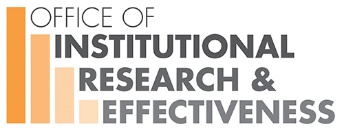 OFFICE OF
INSTITUTIONAL
RESEARCH &
EFFECTIVENESS